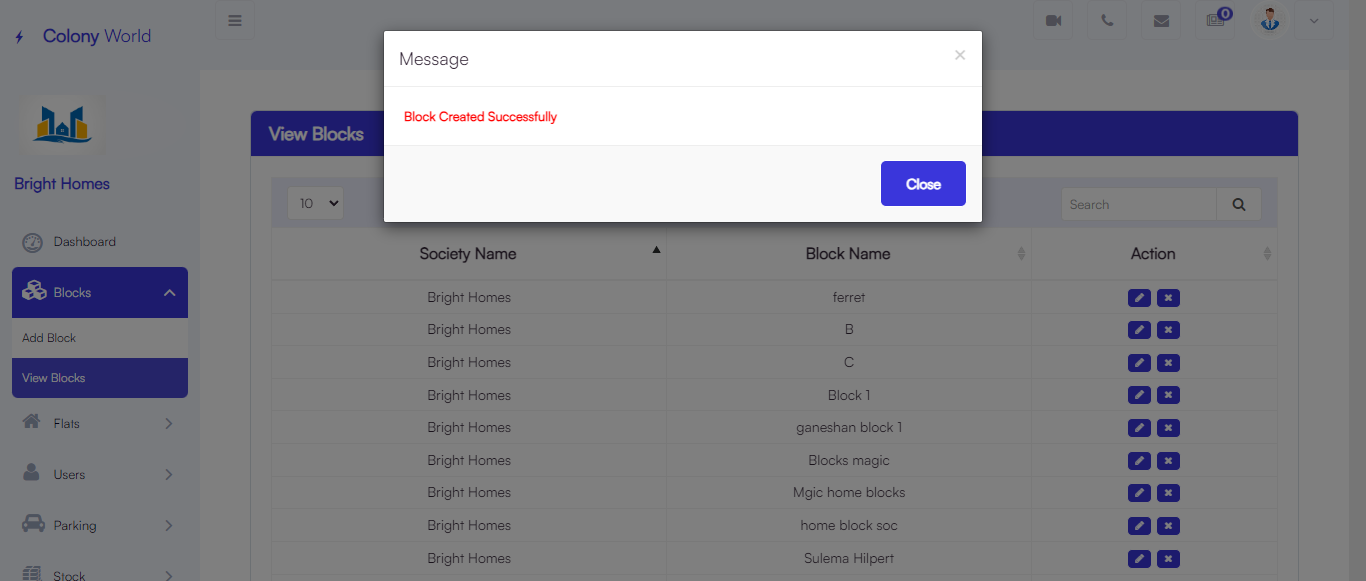 Colony World
0
Message
×
Block Created Successfully
Close
View Blocks
Bright Homes
10
Search
Dashboard
Blocks
Add Block
View Blocks
Flats
Users
Parking
Stock
Society Name Block Name Action
Bright Homes ferret
Bright Homes B
Bright Homes C
Bright Homes Block 1
Bright Homes ganeshan block 1
Bright Homes Blocks magic
Bright Homes Mgic home blocks
Bright Homes home block soc
Bright Homes Sulema Hilpert